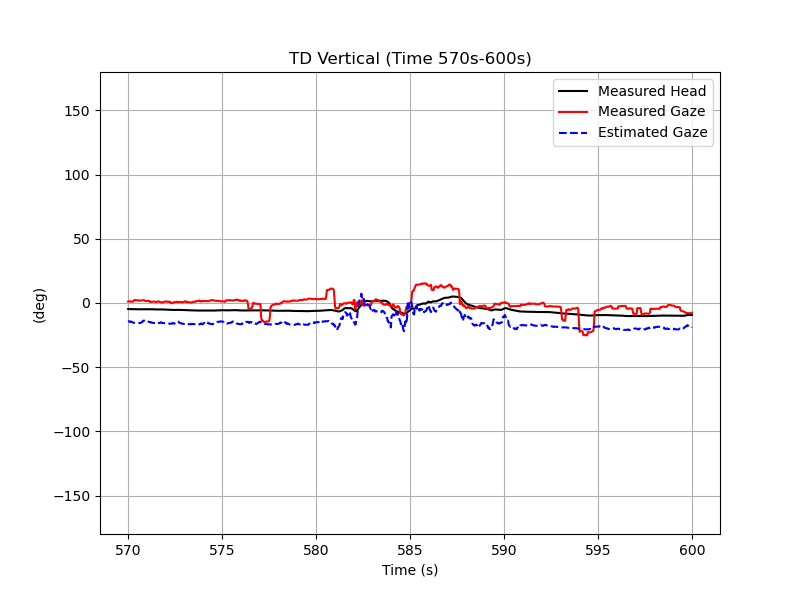 TD Vertical (Time 570s-600s)
Measured Head
Measured Gaze
Estimated Gaze
150
100
50
0
−50
−100
−150
(deg)
570 575 580 585 590 595 600
Time (s)